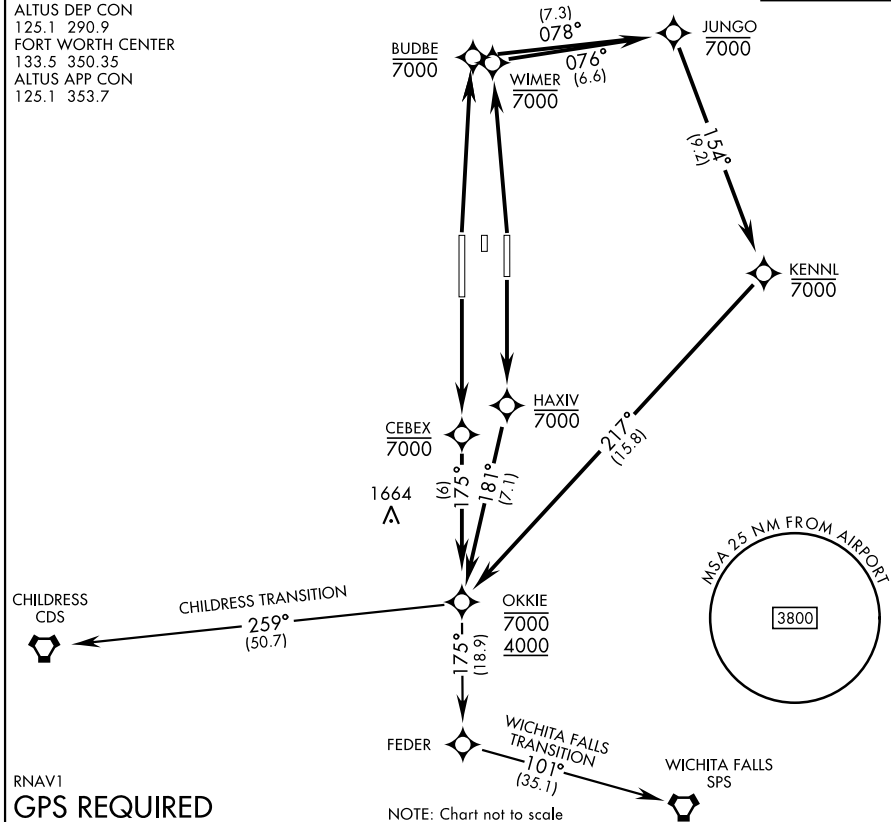 ALTUS DEP CON
125.1 290.9
FORT WORTH CENTER
133.5 350.35
ALTUS APP CON
125.1 353.7
BUDBE
7000
(7.3)
078°
076°
(6.6)
WIMER
7000
JUNGO
7000
154°
(9.2)
KENNL
7000
HAXIV
7000
CEBEX
7000
217°
(15.8)
1664
(6)
175°
181°
(7.1)
MSA 25 NM FROM AIRPORT
3800
CHILDRESS
CDS
CHILDRESS TRANSITION
259°
(50.7)
OKKIE
7000
4000
175°
(18.9)
FEDER
WICHITA FALLS
TRANSITION
101°
(35.1)
WICHITA FALLS
SPS
RNAV1
GPS REQUIRED
NOTE: Chart not to scale